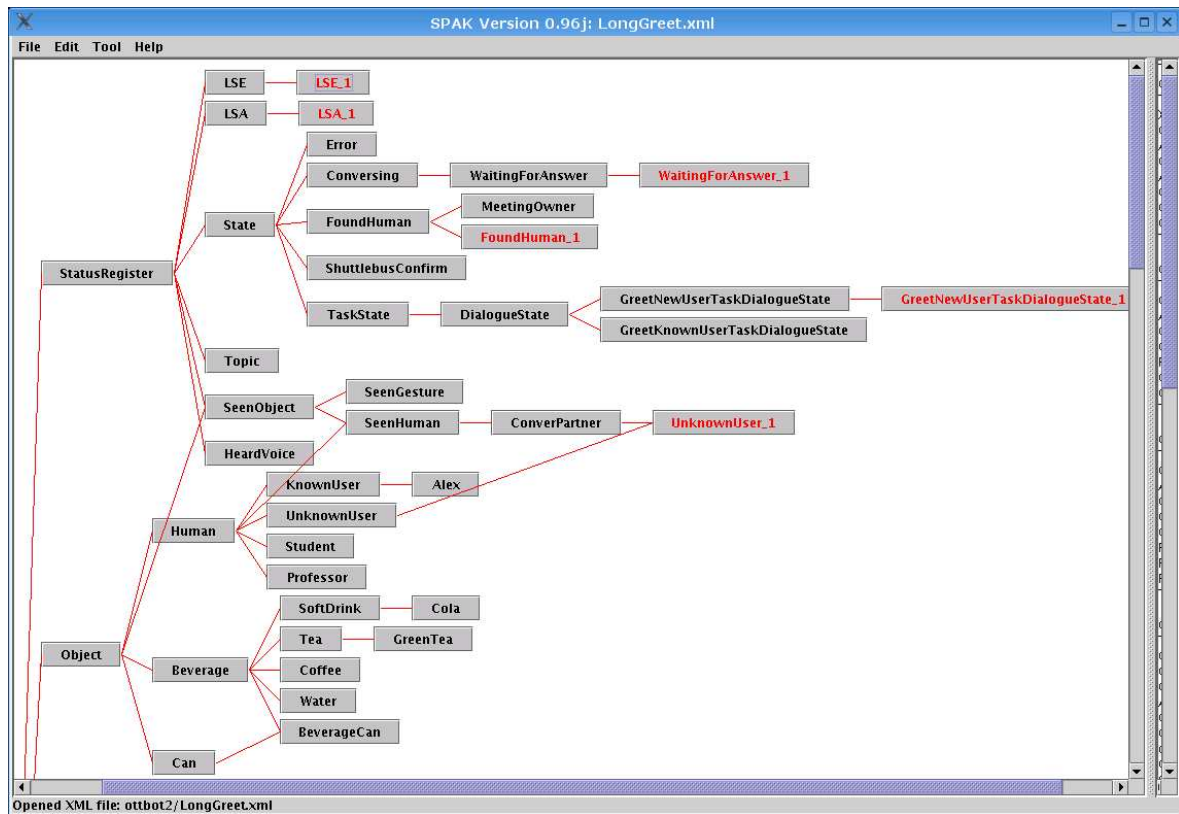 SPAK Version 0.96j: LongGreet.xml
File Edit Tool Help
LSE LSE_1
LSA LSA_1
Error
Conversing WaitingForAnswer WaitingForAnswer_1
MeetingOwner
State FoundHuman
FoundHuman_1
StatusRegister ShuttlebusConfirm
GreetNewUserTaskDialogueState GreetNewUserTaskDialogueState_1
TaskState DialogueState
GreetKnownUserTaskDialogueState
Topic
SeenGesture
SeenObject
SeenHuman ConverPartner UnknownUser_1
HeardVoice
KnownUser Alex
UnknownUser
Human
Student
Professor
SoftDrink Cola
Tea GreenTea
Object
Beverage Coffee
Water
BeverageCan
Can
Opened XML file: ottbot2/LongGreet.xml